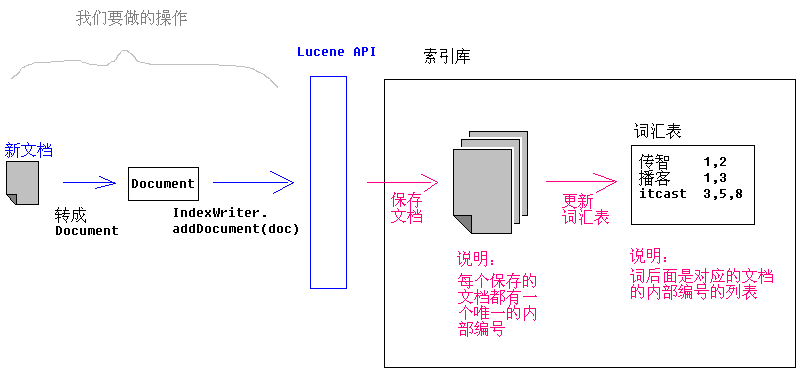 我们要做的操作
Lucene API
索引库
新文档
Document
转成
Document
IndexWriter.
addDocument(doc)
保存
文档
更新
词汇表
词汇表
传智 1,2
播客 1,3
itcast 3,5,8
说明：
每个保存的
文档都有一
个唯一的内
部编号
说明：
词后面是对应的文档
的内部编号的列表